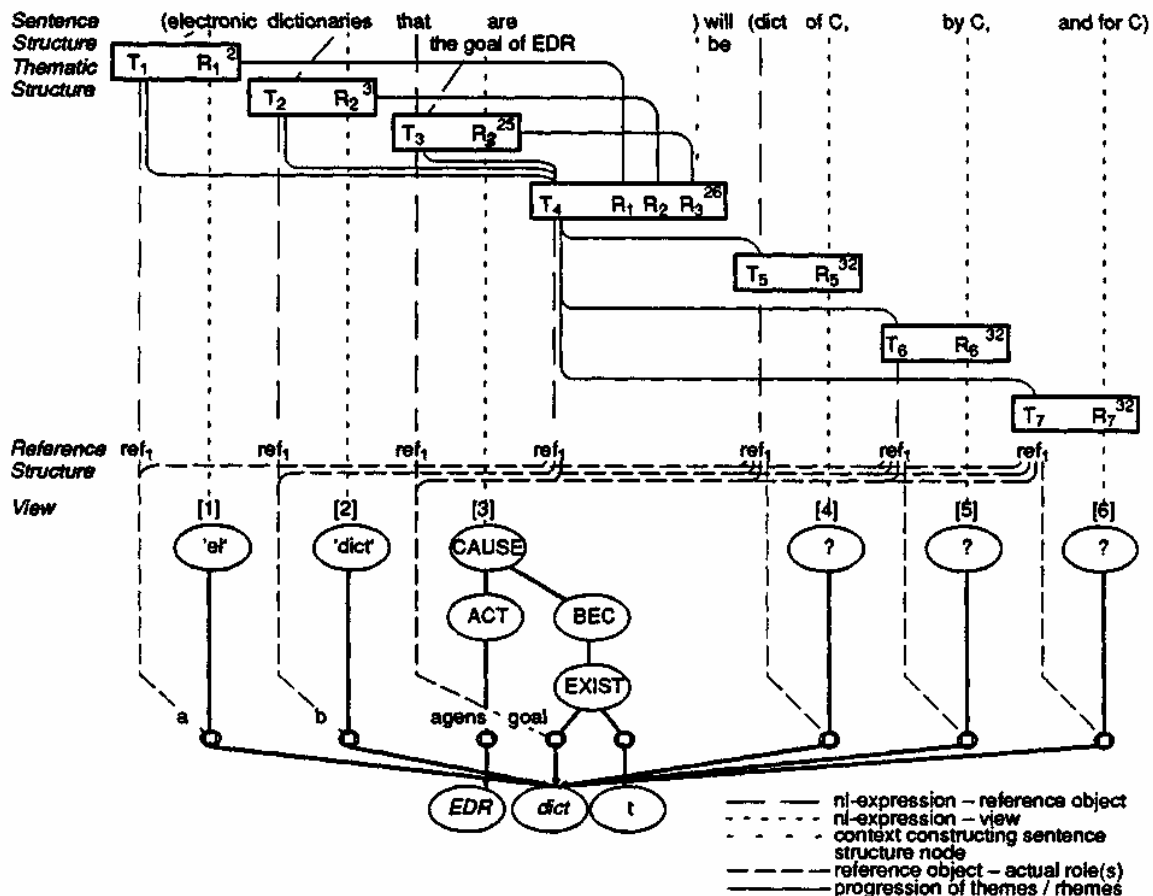 Sentence (electronic dictionaries that are ) will (dict of C, by C, and for C)
Structure the goal of EDR be
Thematic T1 R1 2
Structure T2 R2 3
T3 R3 25
T4 R1 R2 R3 26
T5 R5 32
T6 R6 32
T7 R7 32
Reference ref1 ref1 ref1 ref1 ref1 ref1 ref1
Structure
View [1] [2] [3] [4] [5] [6]
'el' 'dict' CAUSE ? ? ?
ACT BEC
EXIST
a b agens goal
EDR dict t
nl-expression – reference object
nl-expression – view
context constructing sentence
structure node
reference object – actual role(s)
progression of themes / rhemes